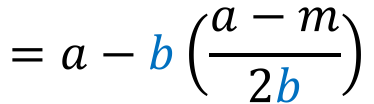 = a − b ((a − m)/(2b))